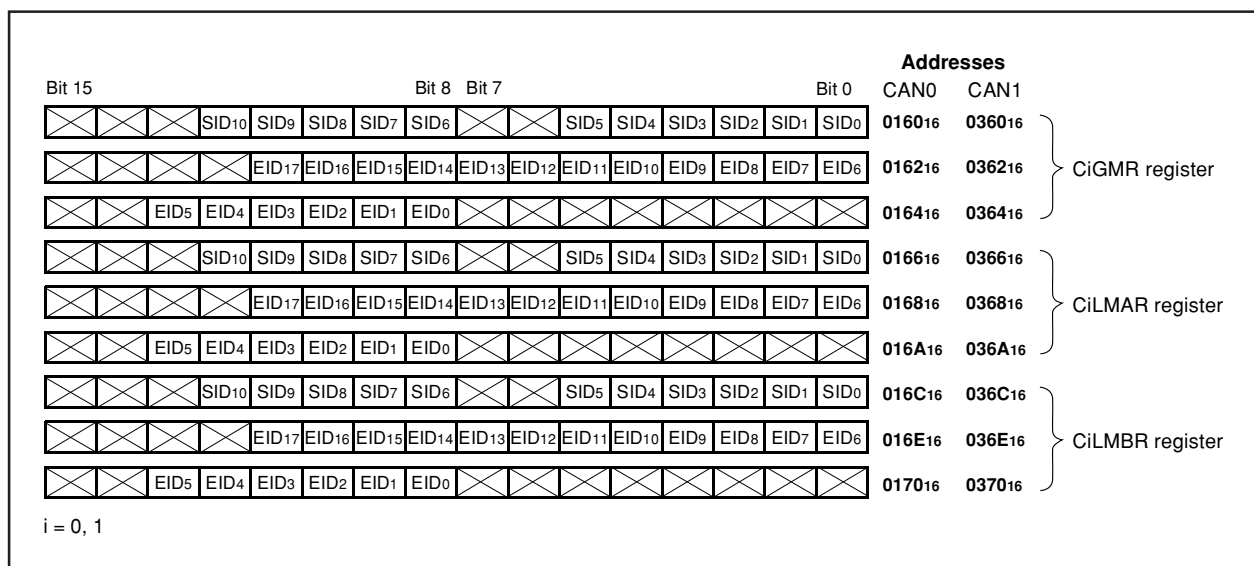 Addresses
Bit 15 Bit 8 Bit 7 Bit 0 CAN0 CAN1
SID10 SID9 SID8 SID7 SID6 SID5 SID4 SID3 SID2 SID1 SID0 016016 036016
EID17 EID16 EID15 EID14 EID13 EID12 EID11 EID10 EID9 EID8 EID7 EID6 016216 036216 CiGMR register
EID5 EID4 EID3 EID2 EID1 EID0 016416 036416
SID10 SID9 SID8 SID7 SID6 SID5 SID4 SID3 SID2 SID1 SID0 016616 036616
EID17 EID16 EID15 EID14 EID13 EID12 EID11 EID10 EID9 EID8 EID7 EID6 016816 036816 CiLMAR register
EID5 EID4 EID3 EID2 EID1 EID0 016A16 036A16
SID10 SID9 SID8 SID7 SID6 SID5 SID4 SID3 SID2 SID1 SID0 016C16 036C16
EID17 EID16 EID15 EID14 EID13 EID12 EID11 EID10 EID9 EID8 EID7 EID6 016E16 036E16 CiLMBR register
EID5 EID4 EID3 EID2 EID1 EID0 017016 037016
i = 0, 1